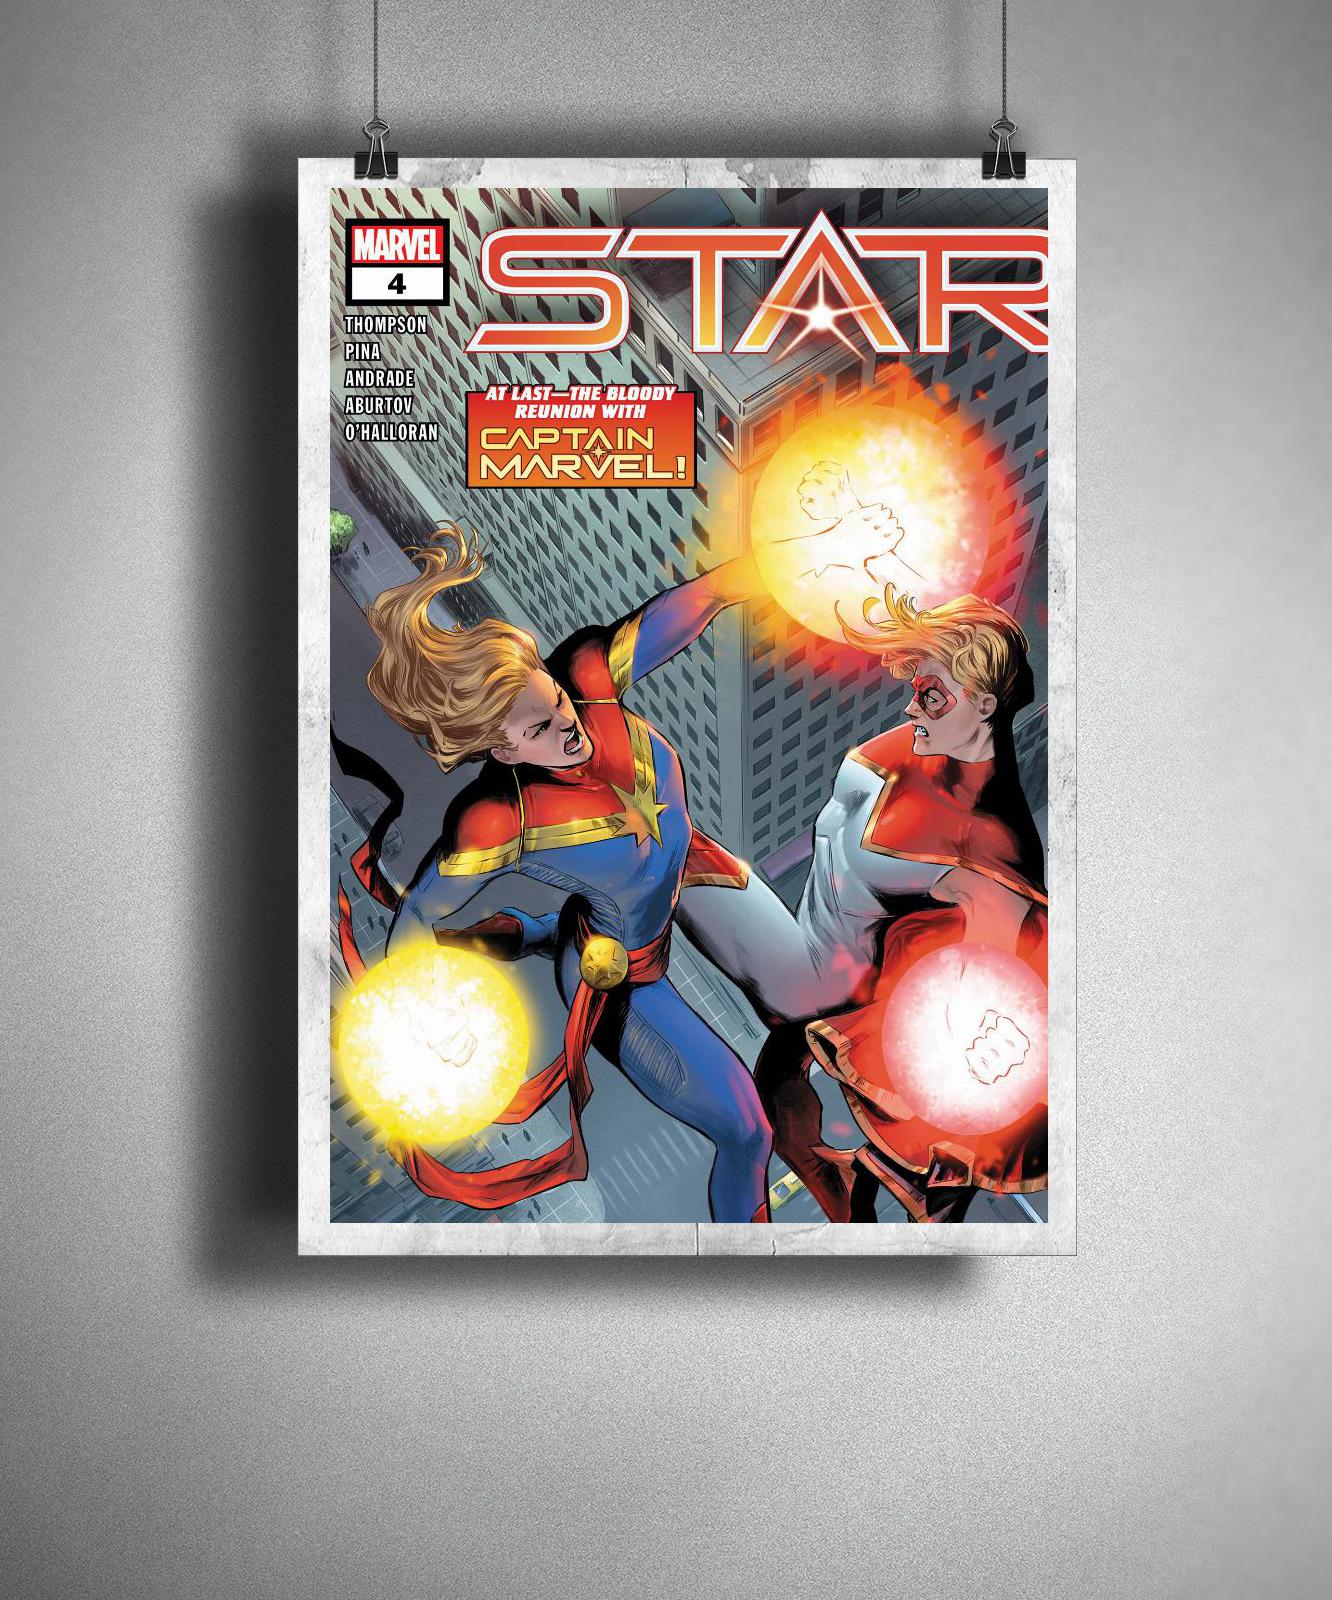 STAR
MARVEL
4
THOMPSON
PINA
ANDRADE
ABURTOV
O'HALLORAN
AT LAST—THE BLOODY
REUNION WITH
CAPTAIN
MARVEL!